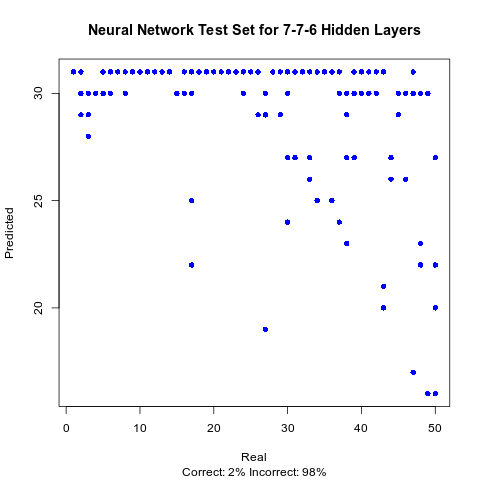 Neural Network Test Set for 7-7-6 Hidden Layers
Predicted
30
25
20
0 10 20 30 40 50
Real
Correct: 2% Incorrect: 98%